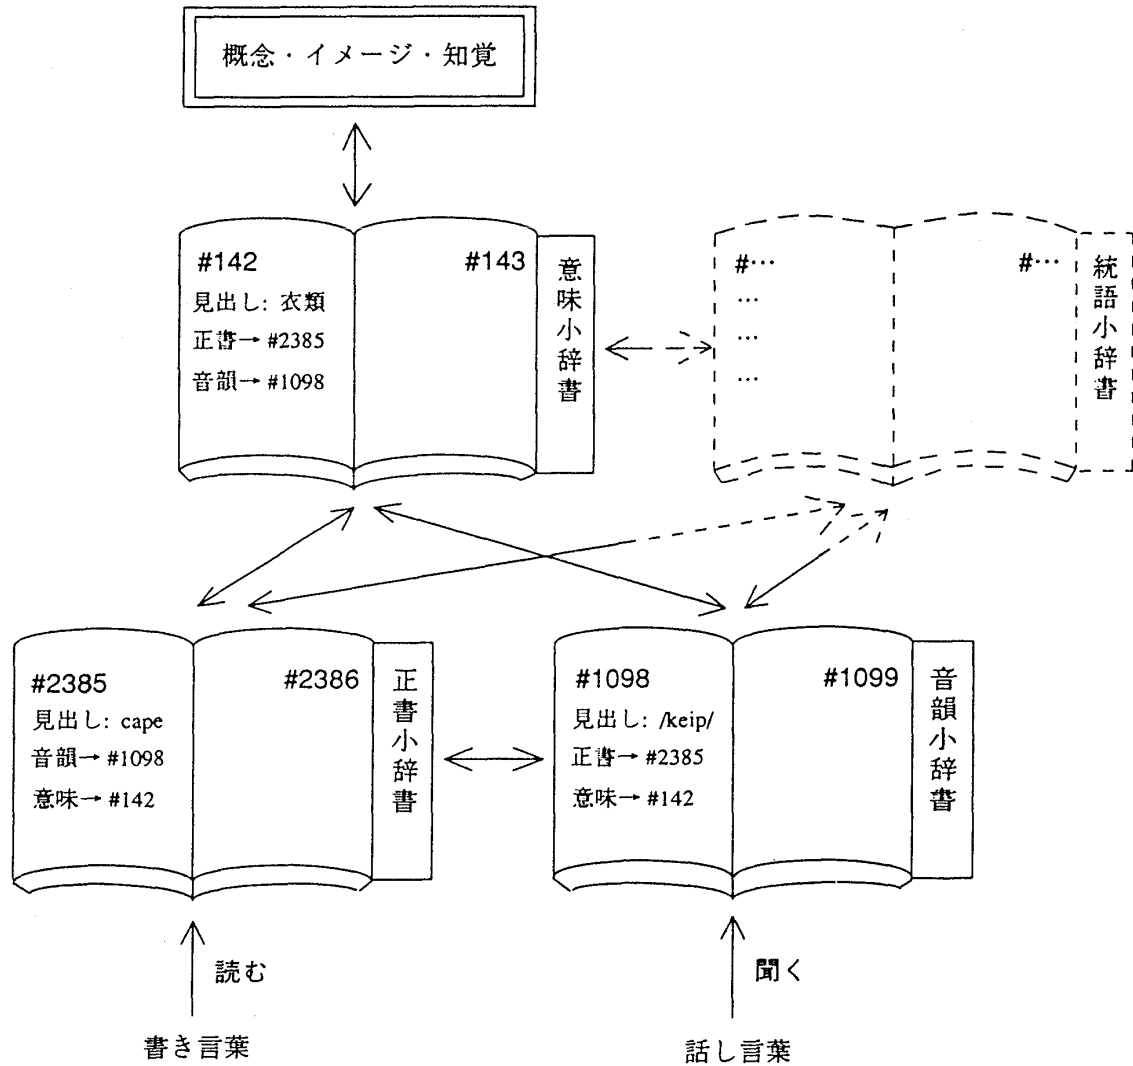 概念・イメージ・知覚
#142
見出し: 衣類
正書→ #2385
音韻→ #1098
#143
意味小辞書
#…
…
…
…
#…
統語小辞書
#2385
見出し: cape
音韻→ #1098
意味→ #142
#2386
正書小辞書
#1098
見出し: /keip/
正書→ #2385
意味→ #142
#1099
音韻小辞書
読む
書き言葉
聞く
話し言葉